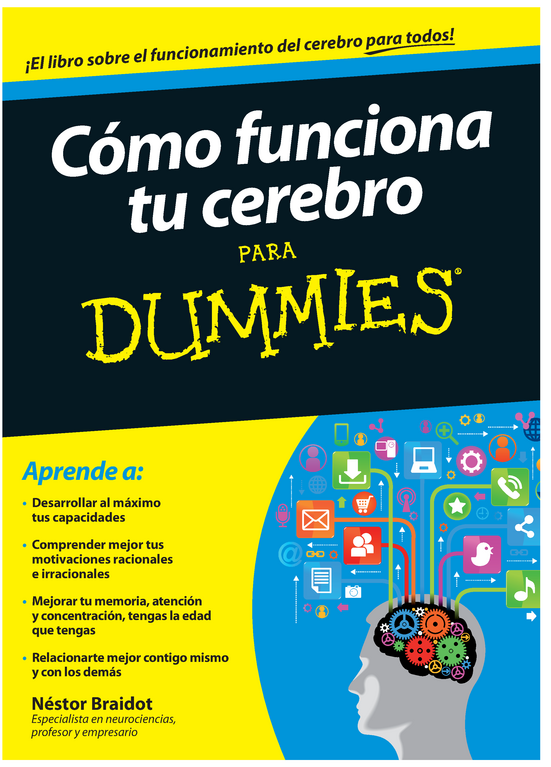 ¡El libro sobre el funcionamiento del cerebro para todos!
Cómo funciona
tu cerebro
PARA
DUMMIES®
Aprende a:
• Desarrollar al máximo
tus capacidades
• Comprender mejor tus
motivaciones racionales
e irracionales
• Mejorar tu memoria, atención
y concentración, tengas la edad
que tengas
• Relacionarte mejor contigo mismo
y con los demás
Néstor Braidot
Especialista en neurociencias,
profesor y empresario